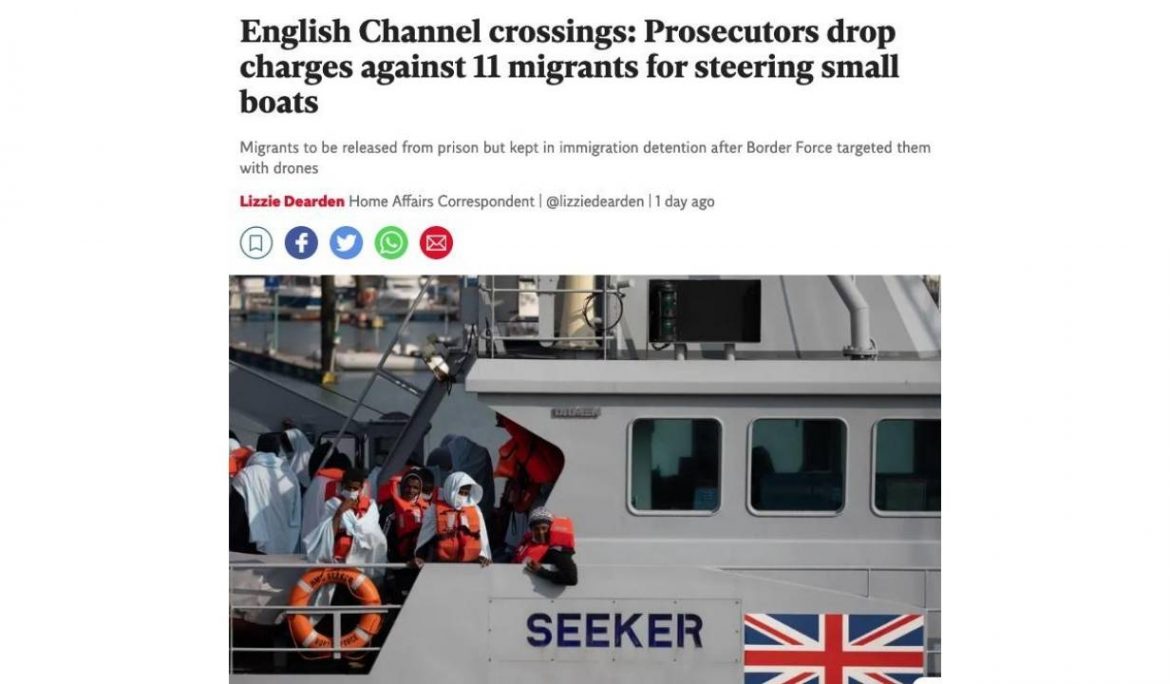 English Channel crossings: Prosecutors drop
charges against 11 migrants for steering small
boats
Migrants to be released from prison but kept in immigration detention after Border Force targeted them
with drones
Lizzie Dearden Home Affairs Correspondent | @lizziedearden | 1 day ago
SEEKER